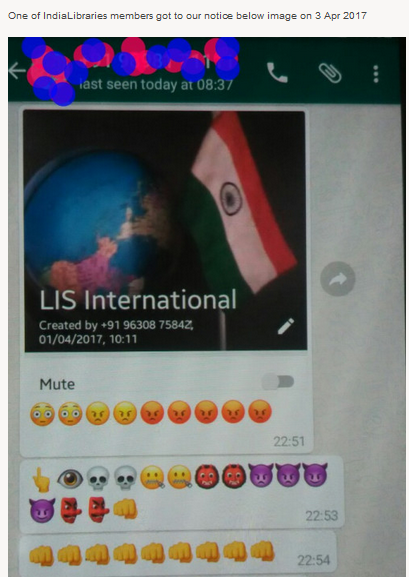 One of IndiaLibraries members got to our notice below image on 3 Apr 2017
last seen today at 08:37
LIS International
Created by +91 96308 75842,
01/04/2017, 10:11
Mute
22:51
22:53
22:54